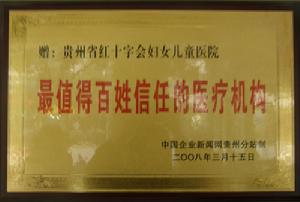 赠：贵州省红十字会妇女儿童医院
最值得百姓信任的医疗机构
中国企业新闻网贵州分站制
二〇〇八年三月十五日